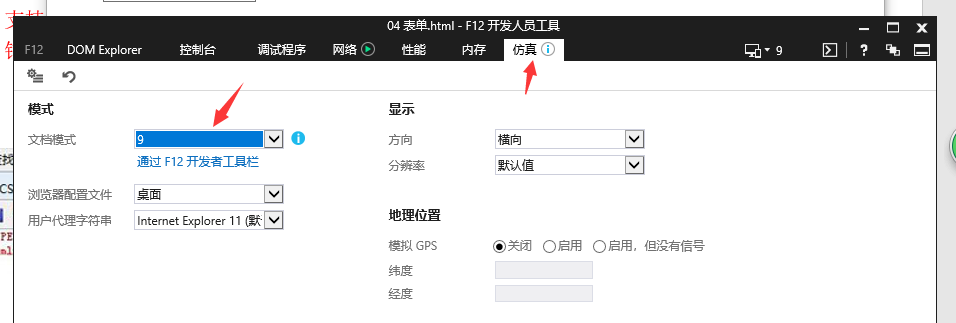 支持
04 表单.html - F12 开发人员工具
F12 DOM Explorer 控制台 调试程序 网络 性能 内存 仿真 9 ?
模式
文档模式 9
通过 F12 开发者工具栏
浏览器配置文件 桌面
用户代理字符串 Internet Explorer 11 (默
显示
方向 横向
分辨率 默认值
地理位置
模拟 GPS 关闭 启用 启用，但没有信号
纬度
经度